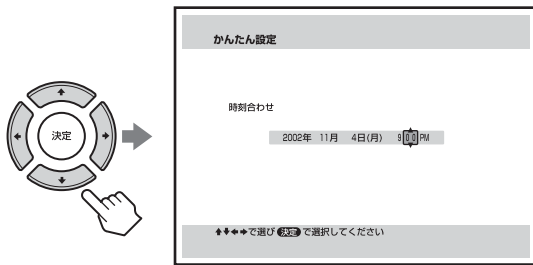 かんたん設定
時刻合わせ
決定
2002年 11月 4日(月) 9:00 PM
↑↓←→で選び 決定 で選択してください